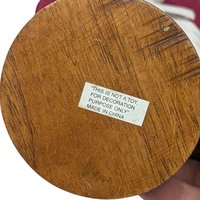 "THIS IS NOT A TOY
FOR DECORATION
PURPOSE ONLY"
MADE IN CHINA